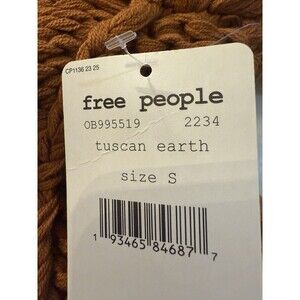 CP1136 23 25
free people
OB995519 2234
tuscan earth
size S
1 93465 84687 7